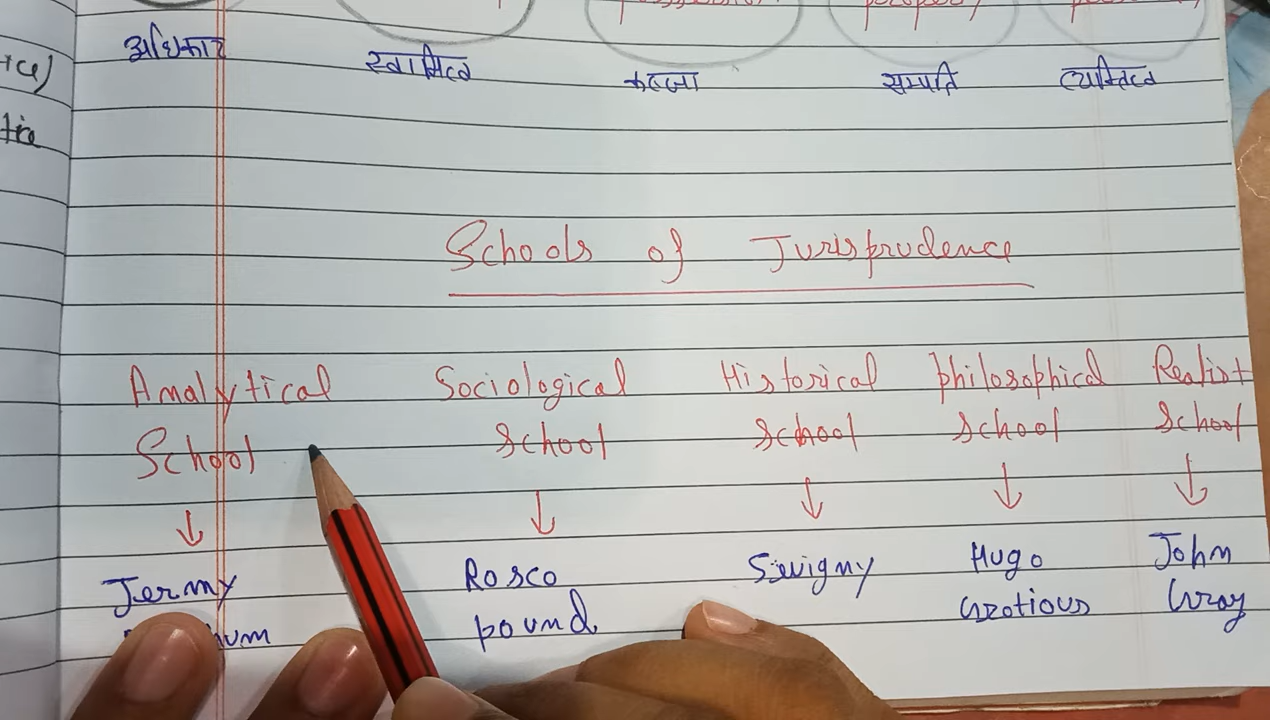 अधिकार स्वामित्व कब्जा सम्पति व्यक्तित्व
Schools of Jurisprudence
Analytical School
Sociological School
Historical School
Philosophical School
Realist School
↓ ↓ ↓ ↓ ↓
Jermy
Rosco pound
Sevigny
Hugo Grotious
John Gray